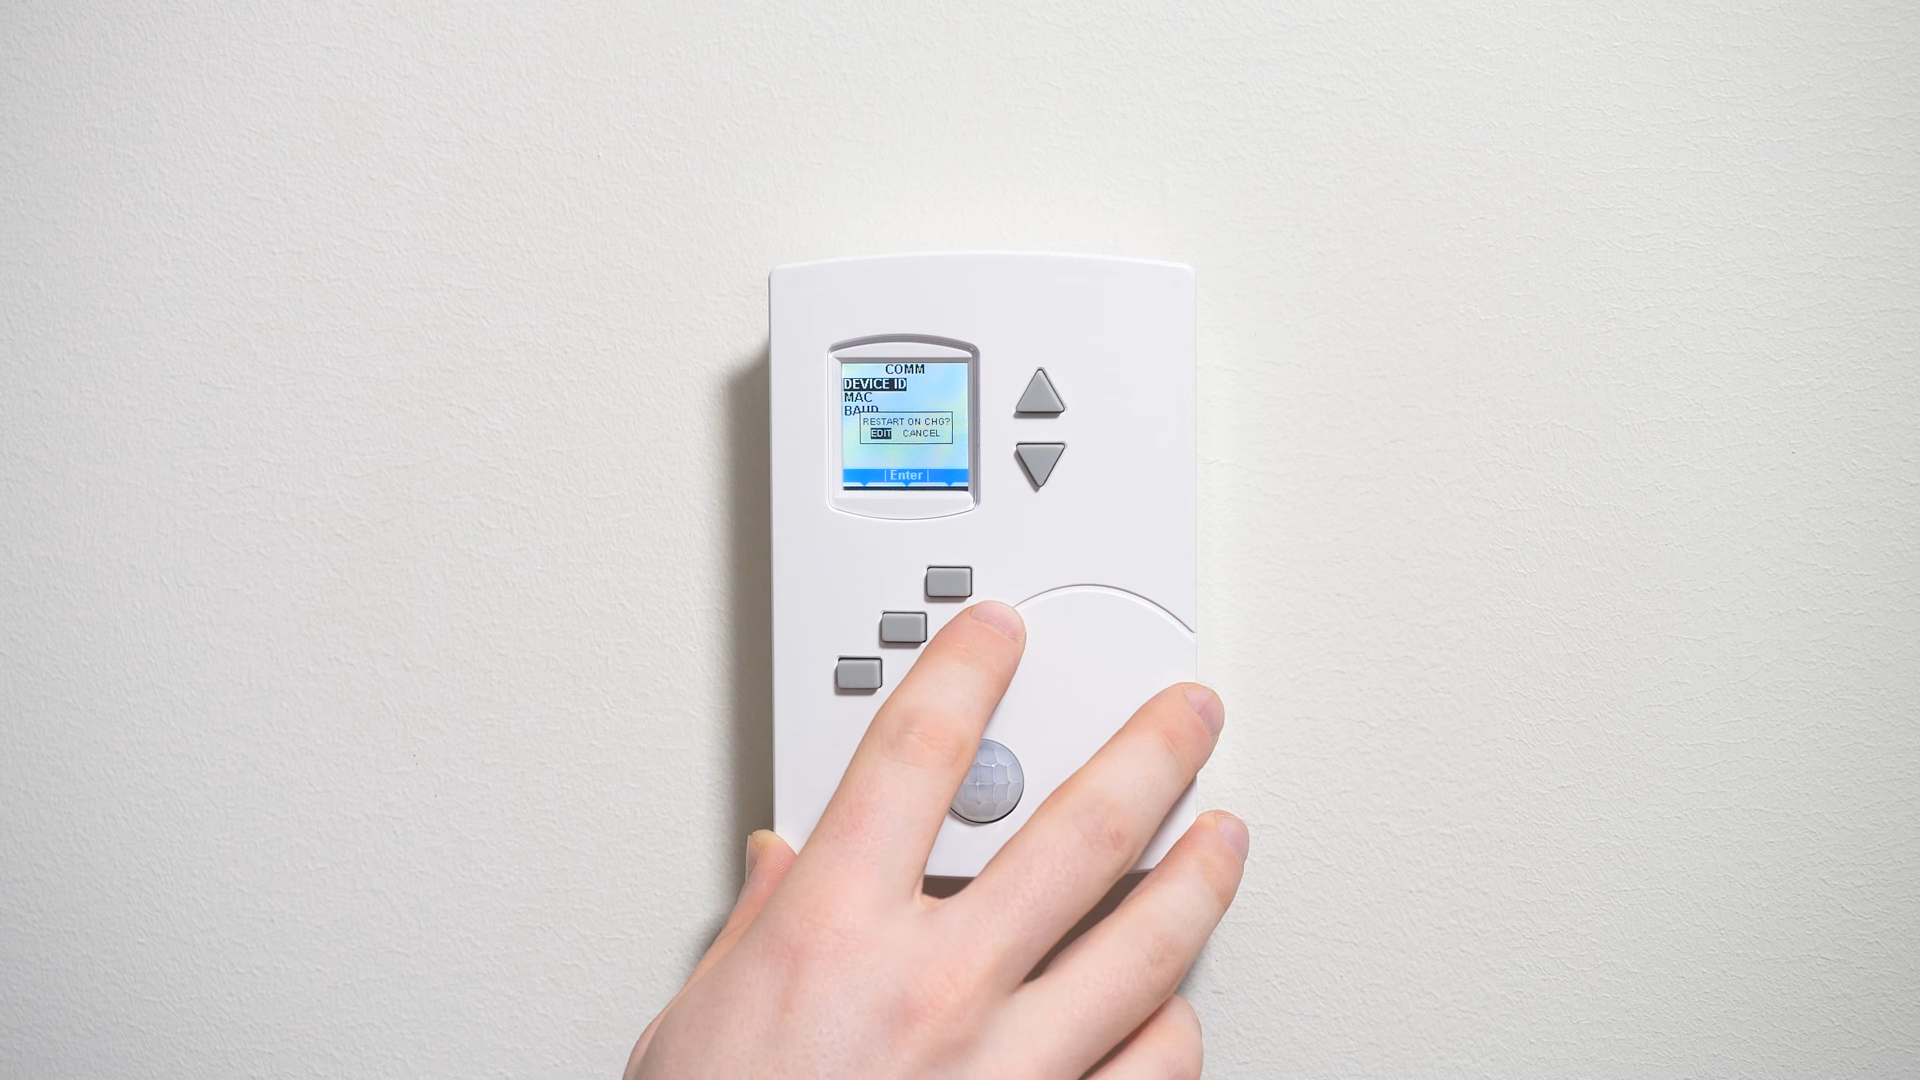 COMM
DEVICE ID
MAC
BAUD
RESTART ON CHG?
EDIT CANCEL
Enter